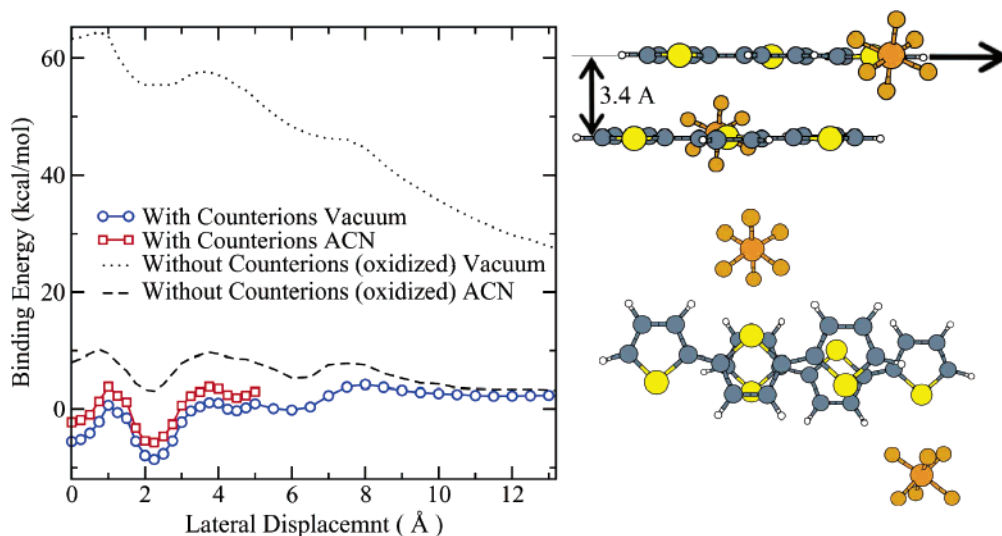 Binding Energy (kcal/mol)
60
40
20
0
With Counterions Vacuum
With Counterions ACN
Without Counterions (oxidized) Vacuum
Without Counterions (oxidized) ACN
0 2 4 6 8 10 12
Lateral Displacemnt ( Å )
3.4 A